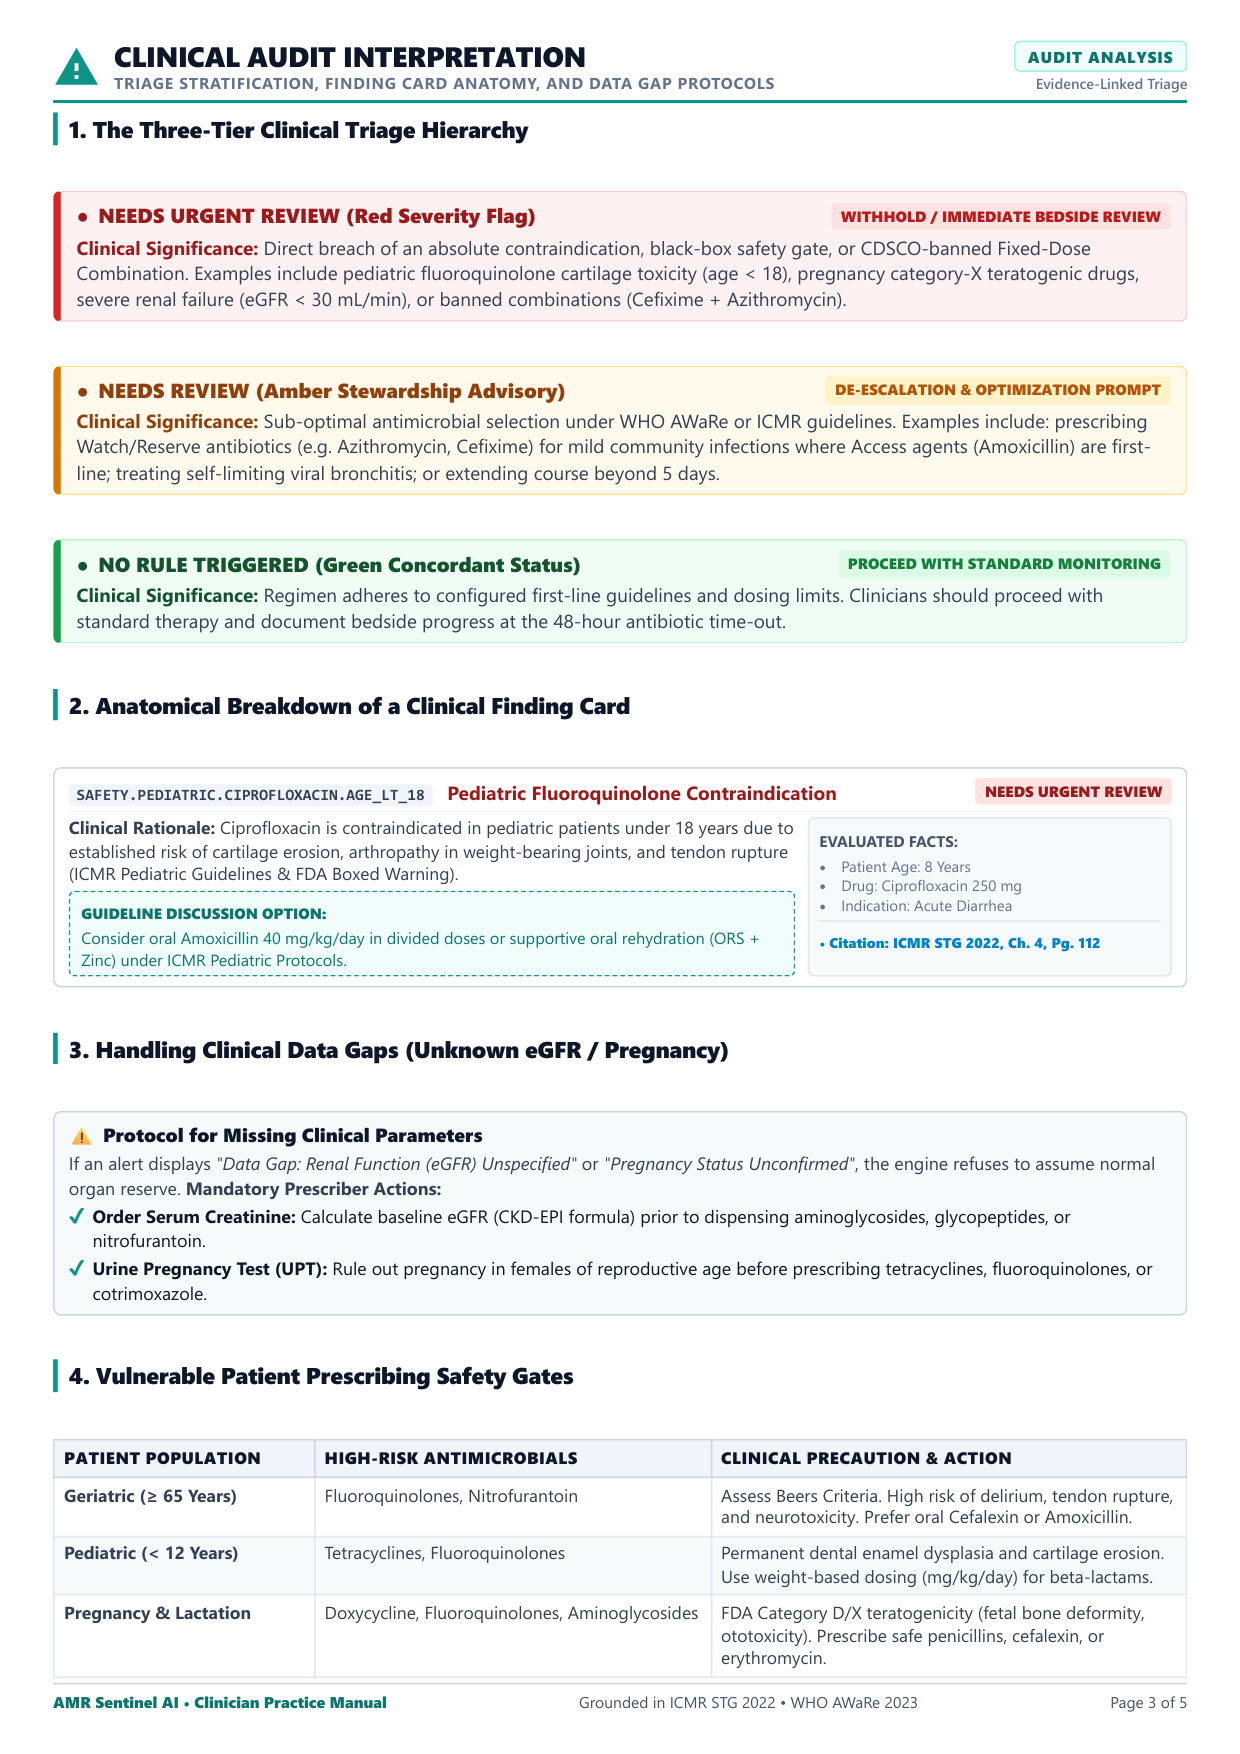 CLINICAL AUDIT INTERPRETATION
TRIAGE STRATIFICATION, FINDING CARD ANATOMY, AND DATA GAP PROTOCOLS
AUDIT ANALYSIS
Evidence-Linked Triage
1. The Three-Tier Clinical Triage Hierarchy
● NEEDS URGENT REVIEW (Red Severity Flag)
WITHHOLD / IMMEDIATE BEDSIDE REVIEW
Clinical Significance: Direct breach of an absolute contraindication, black-box safety gate, or CDSCO-banned Fixed-Dose
Combination. Examples include pediatric fluoroquinolone cartilage toxicity (age < 18), pregnancy category-X teratogenic drugs,
severe renal failure (eGFR < 30 mL/min), or banned combinations (Cefixime + Azithromycin).
● NEEDS REVIEW (Amber Stewardship Advisory)
DE-ESCALATION & OPTIMIZATION PROMPT
Clinical Significance: Sub-optimal antimicrobial selection under WHO AWaRe or ICMR guidelines. Examples include: prescribing
Watch/Reserve antibiotics (e.g. Azithromycin, Cefixime) for mild community infections where Access agents (Amoxicillin) are first-
line; treating self-limiting viral bronchitis; or extending course beyond 5 days.
● NO RULE TRIGGERED (Green Concordant Status)
PROCEED WITH STANDARD MONITORING
Clinical Significance: Regimen adheres to configured first-line guidelines and dosing limits. Clinicians should proceed with
standard therapy and document bedside progress at the 48-hour antibiotic time-out.
2. Anatomical Breakdown of a Clinical Finding Card
SAFETY.PEDIATRIC.CIPROFLOXACIN.AGE_LT_18
Pediatric Fluoroquinolone Contraindication
NEEDS URGENT REVIEW
Clinical Rationale: Ciprofloxacin is contraindicated in pediatric patients under 18 years due to
established risk of cartilage erosion, arthropathy in weight-bearing joints, and tendon rupture
(ICMR Pediatric Guidelines & FDA Boxed Warning).
GUIDELINE DISCUSSION OPTION:
Consider oral Amoxicillin 40 mg/kg/day in divided doses or supportive oral rehydration (ORS +
Zinc) under ICMR Pediatric Protocols.
EVALUATED FACTS:
• Patient Age: 8 Years
• Drug: Ciprofloxacin 250 mg
• Indication: Acute Diarrhea
• Citation: ICMR STG 2022, Ch. 4, Pg. 112
3. Handling Clinical Data Gaps (Unknown eGFR / Pregnancy)
⚠ Protocol for Missing Clinical Parameters
If an alert displays "Data Gap: Renal Function (eGFR) Unspecified" or "Pregnancy Status Unconfirmed", the engine refuses to assume normal
organ reserve. Mandatory Prescriber Actions:
✓ Order Serum Creatinine: Calculate baseline eGFR (CKD-EPI formula) prior to dispensing aminoglycosides, glycopeptides, or
nitrofurantoin.
✓ Urine Pregnancy Test (UPT): Rule out pregnancy in females of reproductive age before prescribing tetracyclines, fluoroquinolones, or
cotrimoxazole.
4. Vulnerable Patient Prescribing Safety Gates
PATIENT POPULATION
HIGH-RISK ANTIMICROBIALS
CLINICAL PRECAUTION & ACTION
Geriatric (≥ 65 Years)
Fluoroquinolones, Nitrofurantoin
Assess Beers Criteria. High risk of delirium, tendon rupture,
and neurotoxicity. Prefer oral Cefalexin or Amoxicillin.
Pediatric (< 12 Years)
Tetracyclines, Fluoroquinolones
Permanent dental enamel dysplasia and cartilage erosion.
Use weight-based dosing (mg/kg/day) for beta-lactams.
Pregnancy & Lactation
Doxycycline, Fluoroquinolones, Aminoglycosides
FDA Category D/X teratogenicity (fetal bone deformity,
ototoxicity). Prescribe safe penicillins, cefalexin, or
erythromycin.
AMR Sentinel AI • Clinician Practice Manual
Grounded in ICMR STG 2022 • WHO AWaRe 2023
Page 3 of 5